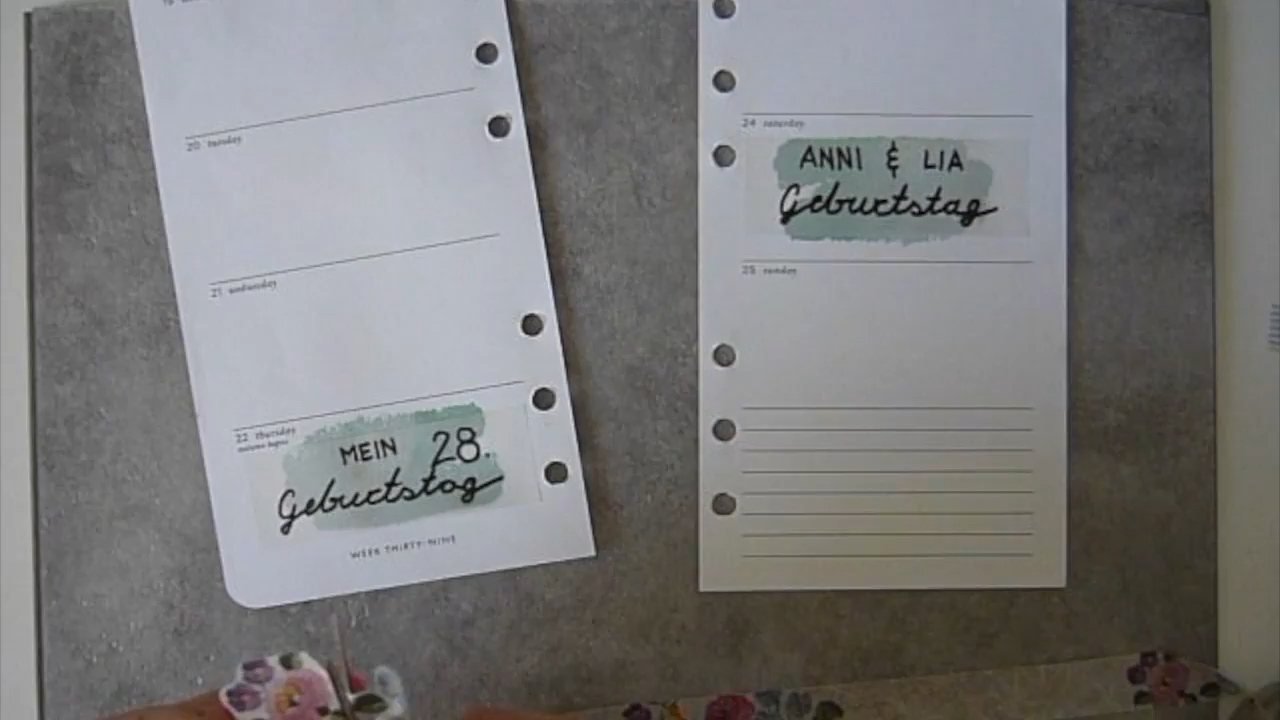 20 tuesday
21 wednesday
22 thursday
MEIN 28.
Geburtstag
WEEK THIRTY-NINE
24 saturday
ANNI & LIA
Geburtstag
25 sunday